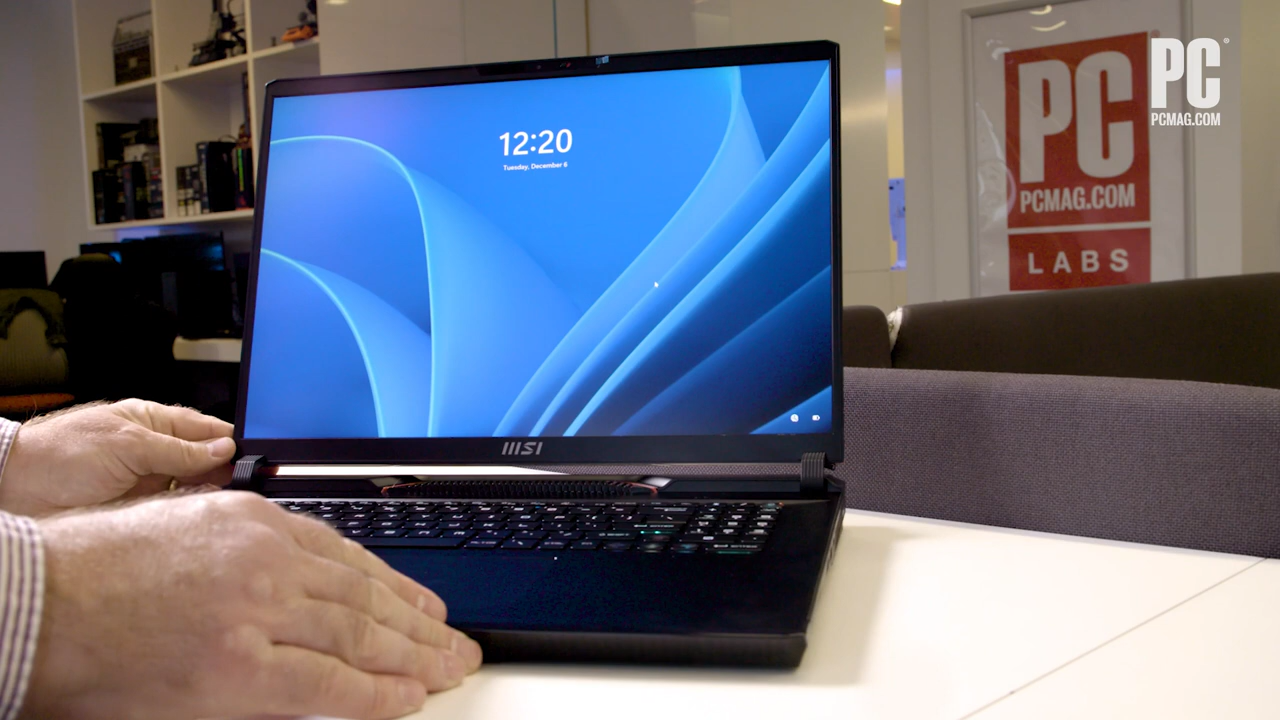 12:20
Tuesday, December 6
msi
PC
PCMAG.COM
LABS
PC®
PCMAG.COM